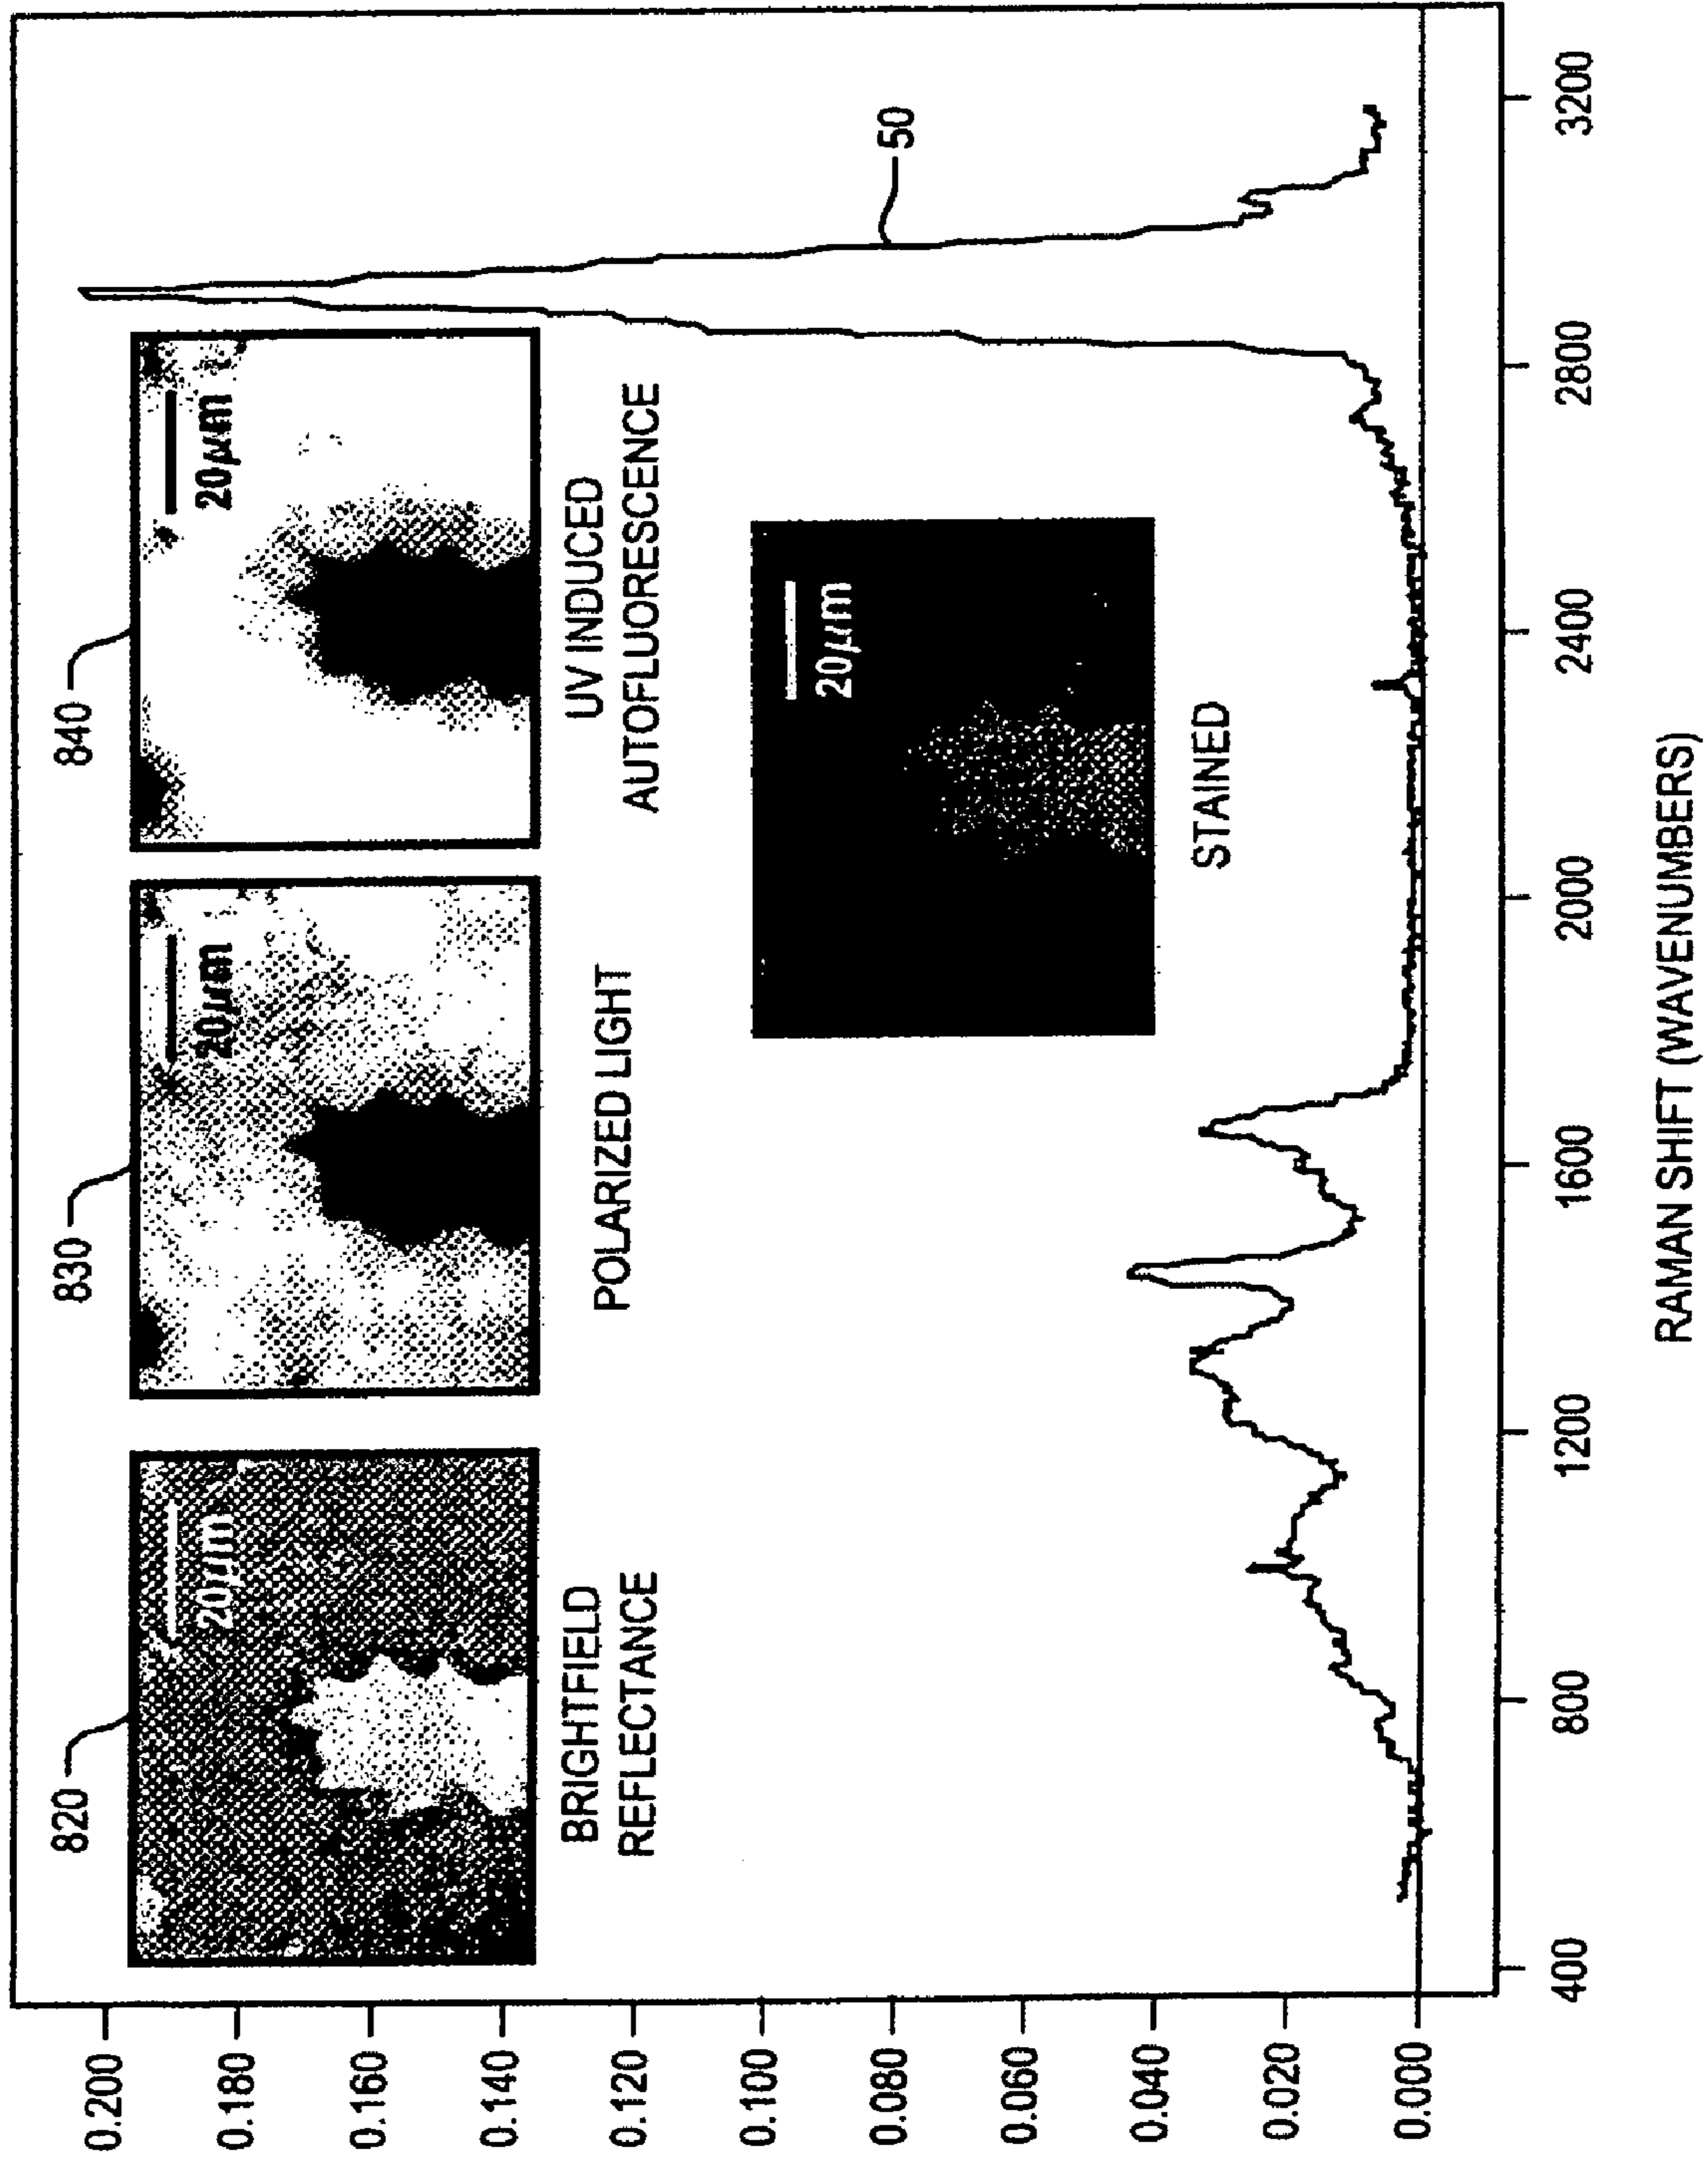 820
830
840
20μm
20μm
20μm
BRIGHTFIELD
REFLECTANCE
POLARIZED LIGHT
UV INDUCED
AUTOFLUORESCENCE
20μm
STAINED
50
0.200
0.180
0.160
0.140
0.120
0.100
0.080
0.060
0.040
0.020
0.000
400
800
1200
1600
2000
2400
2800
3200
RAMAN SHIFT (WAVENUMBERS)